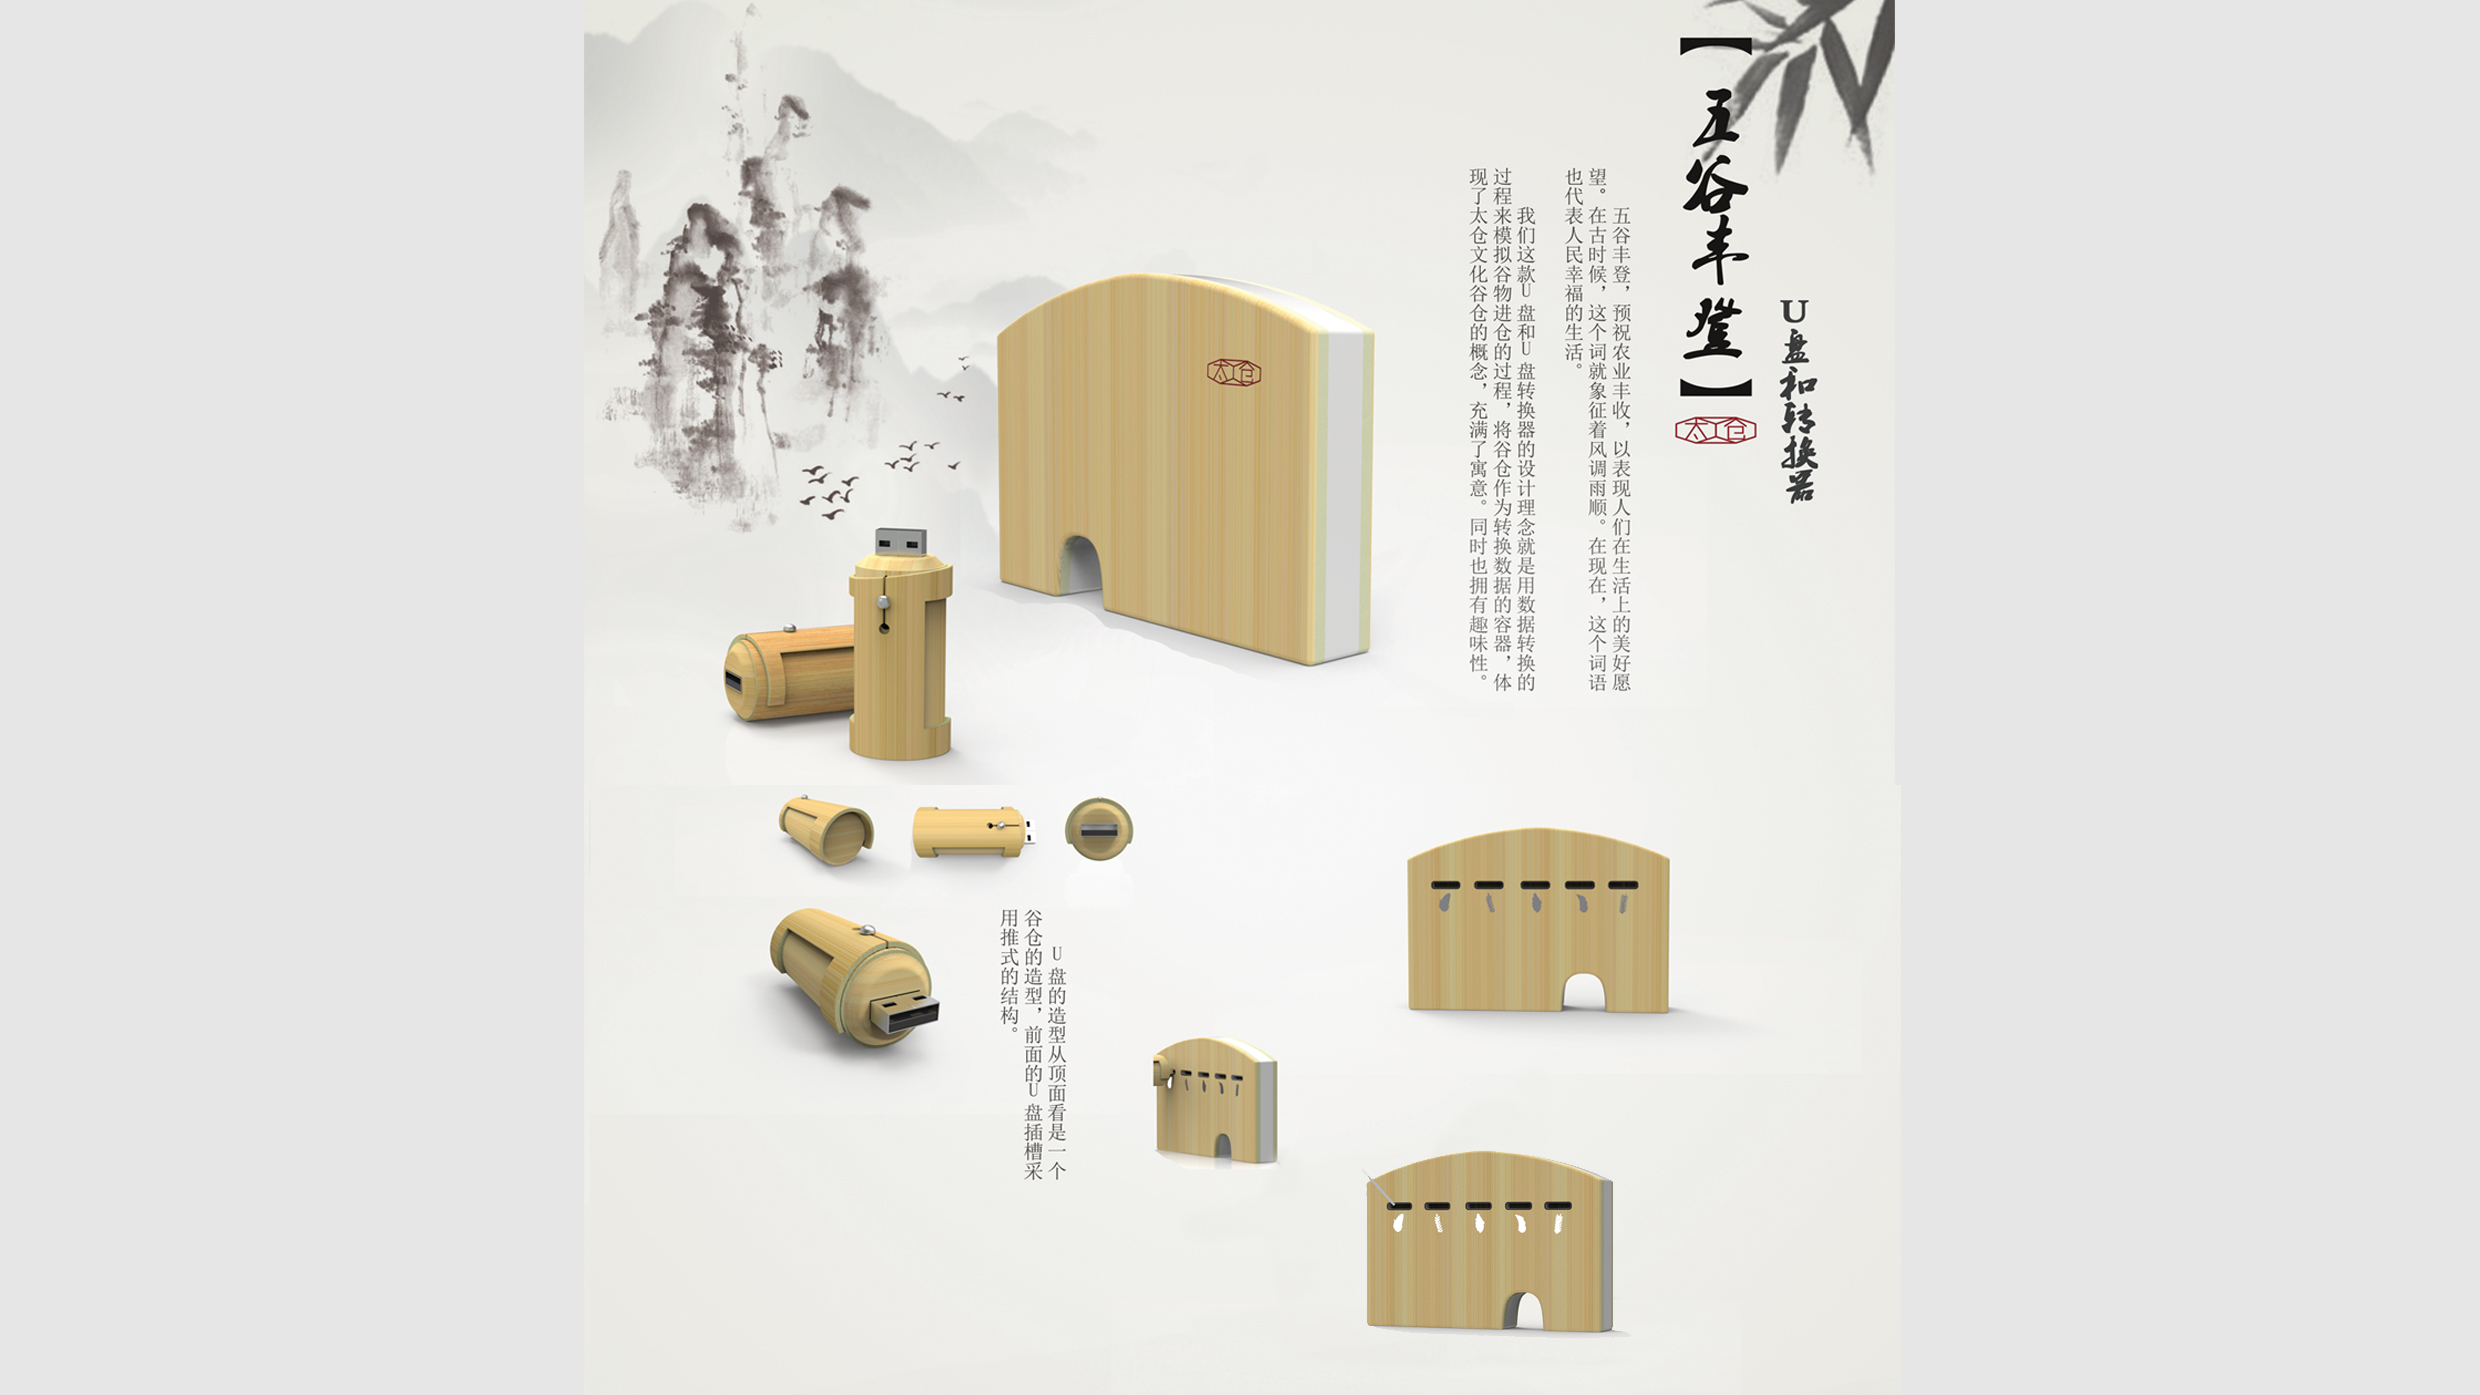 U盘和转换器
【五谷丰登】
太仓
五谷丰登，预祝农业丰收，以表现人们在生活上的美好愿
望。在古时候，这个词就象征着风调雨顺。在现在，这个词语
也代表人民幸福的生活。
我们这款U盘和U盘转换器的设计理念就是用数据转换的
过程来模拟谷物进仓的过程，将谷仓作为转换数据的容器，体
现了太仓文化谷仓的概念，充满了寓意。同时也拥有趣味性。
太仓
U盘的造型从顶面看是一个
谷仓的造型，前面的U盘插槽采
用推式的结构。